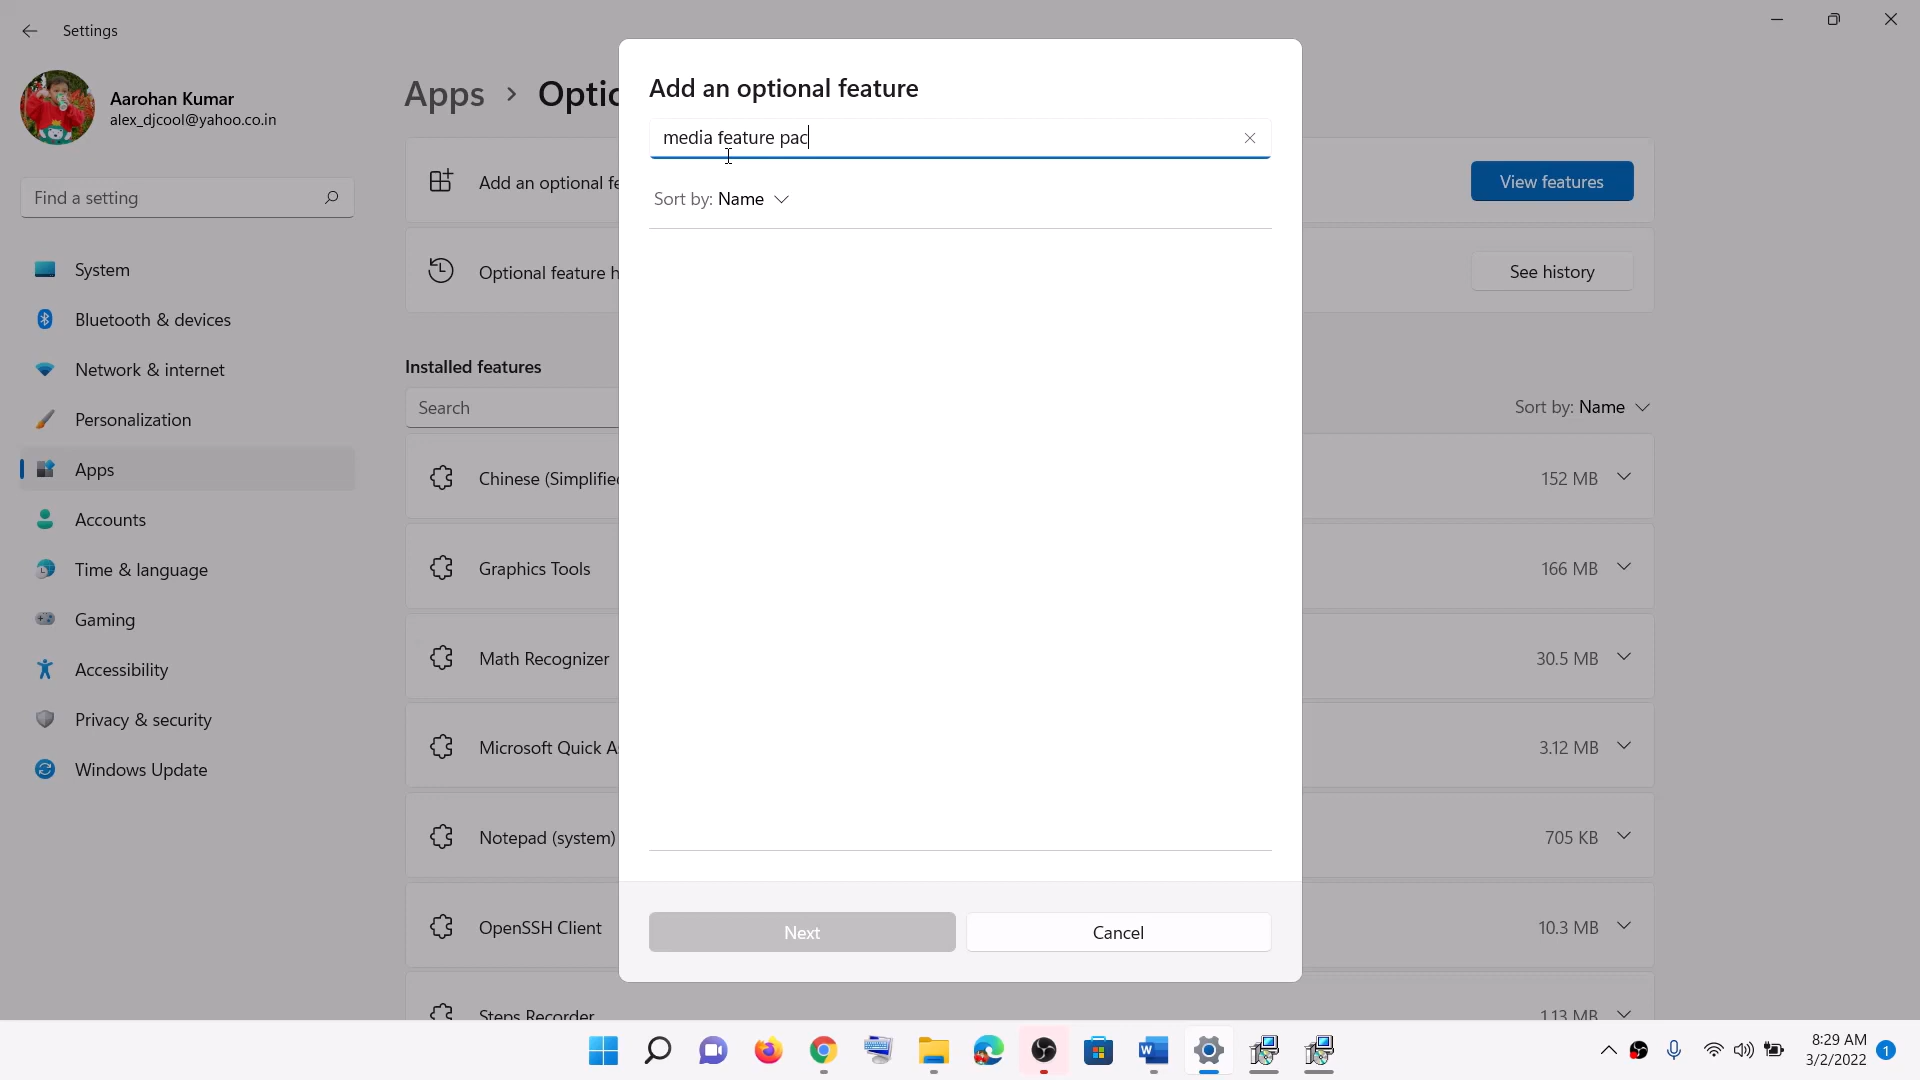 Settings
Aarohan Kumar
alex_djcool@yahoo.co.in
Find a setting
System
Bluetooth & devices
Network & internet
Personalization
Apps
Accounts
Time & language
Gaming
Accessibility
Privacy & security
Windows Update
Apps > Optio
Add an optional fe
View features
Optional feature h
See history
Installed features
Search
Sort by: Name
Chinese (Simplified
152 MB
Graphics Tools
166 MB
Math Recognizer
30.5 MB
Microsoft Quick As
3.12 MB
Notepad (system)
705 KB
OpenSSH Client
10.3 MB
Steps Recorder
1.13 MB
Add an optional feature
media feature pac
Sort by: Name
Next
Cancel
8:29 AM
3/2/2022
1